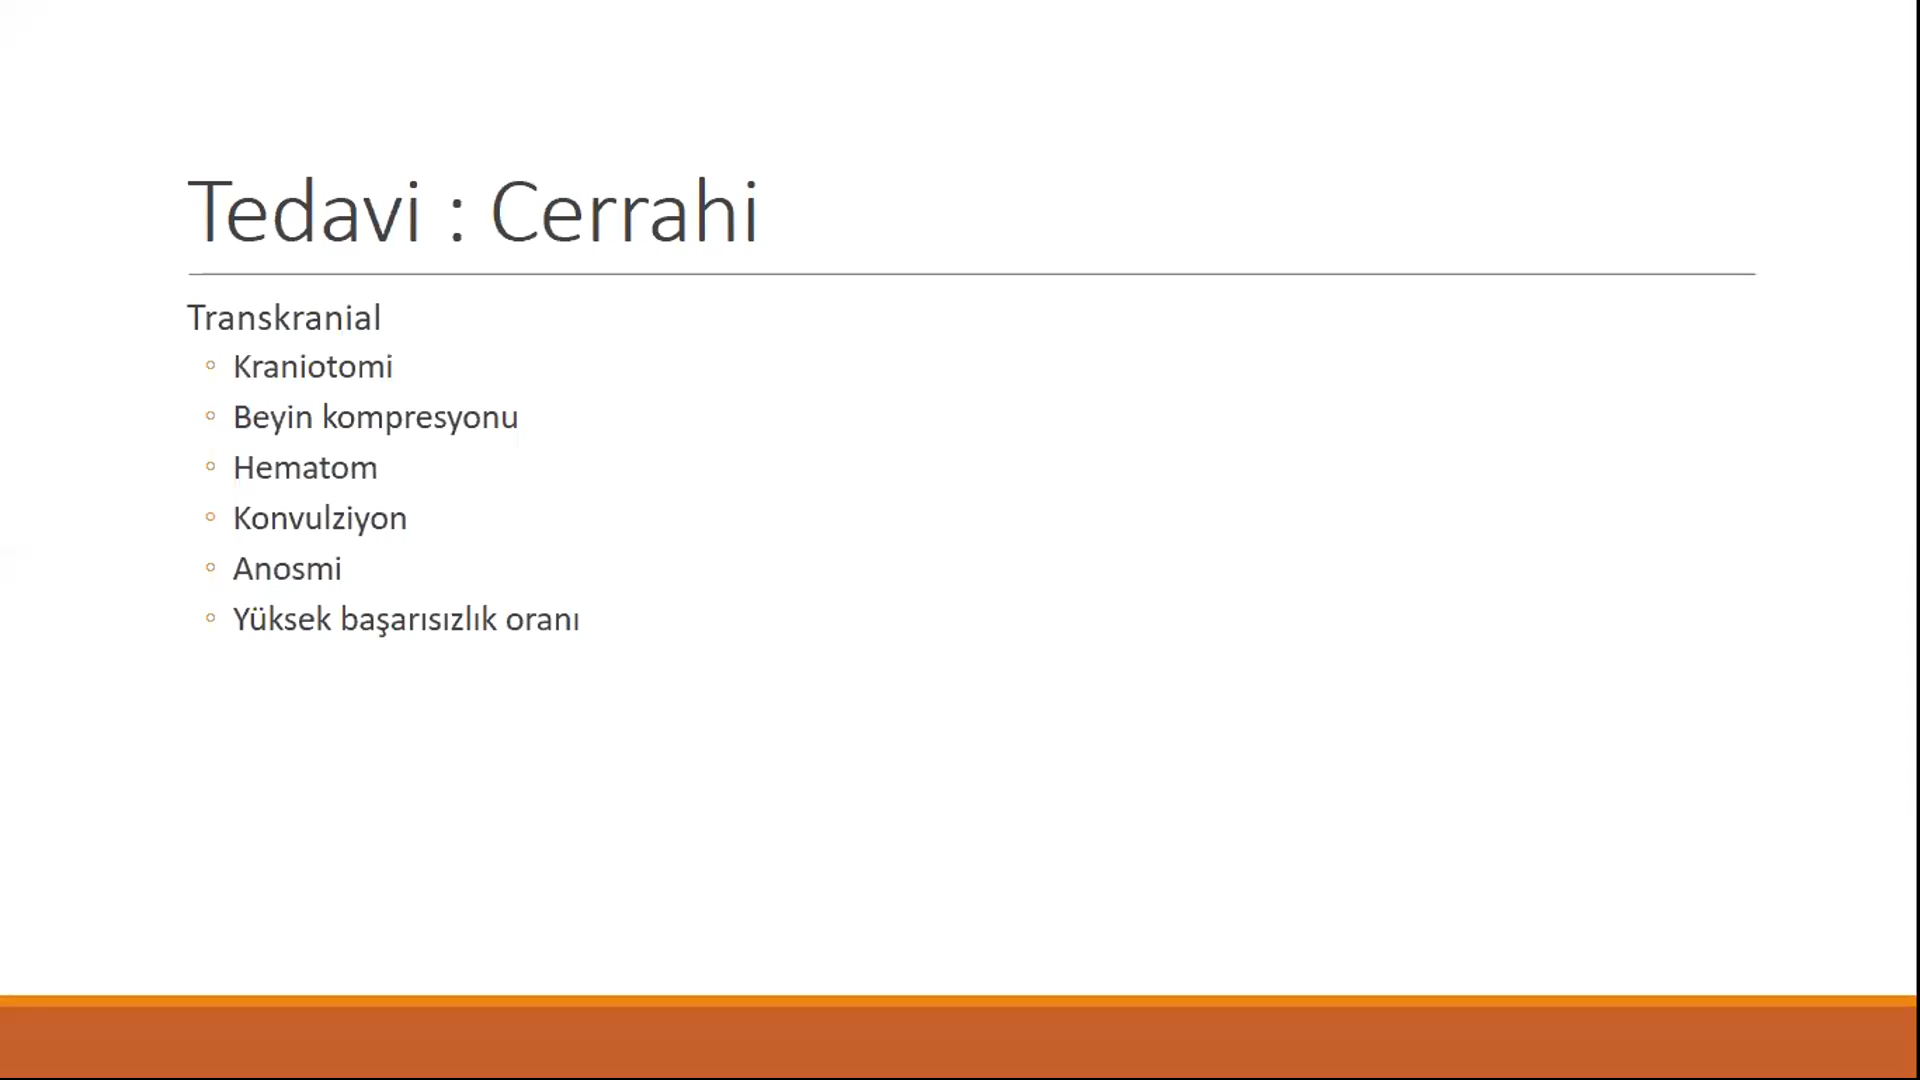 Tedavi : Cerrahi
Transkranial
◦ Kraniotomi
◦ Beyin kompresyonu
◦ Hematom
◦ Konvulziyon
◦ Anosmi
◦ Yüksek başarısızlık oranı